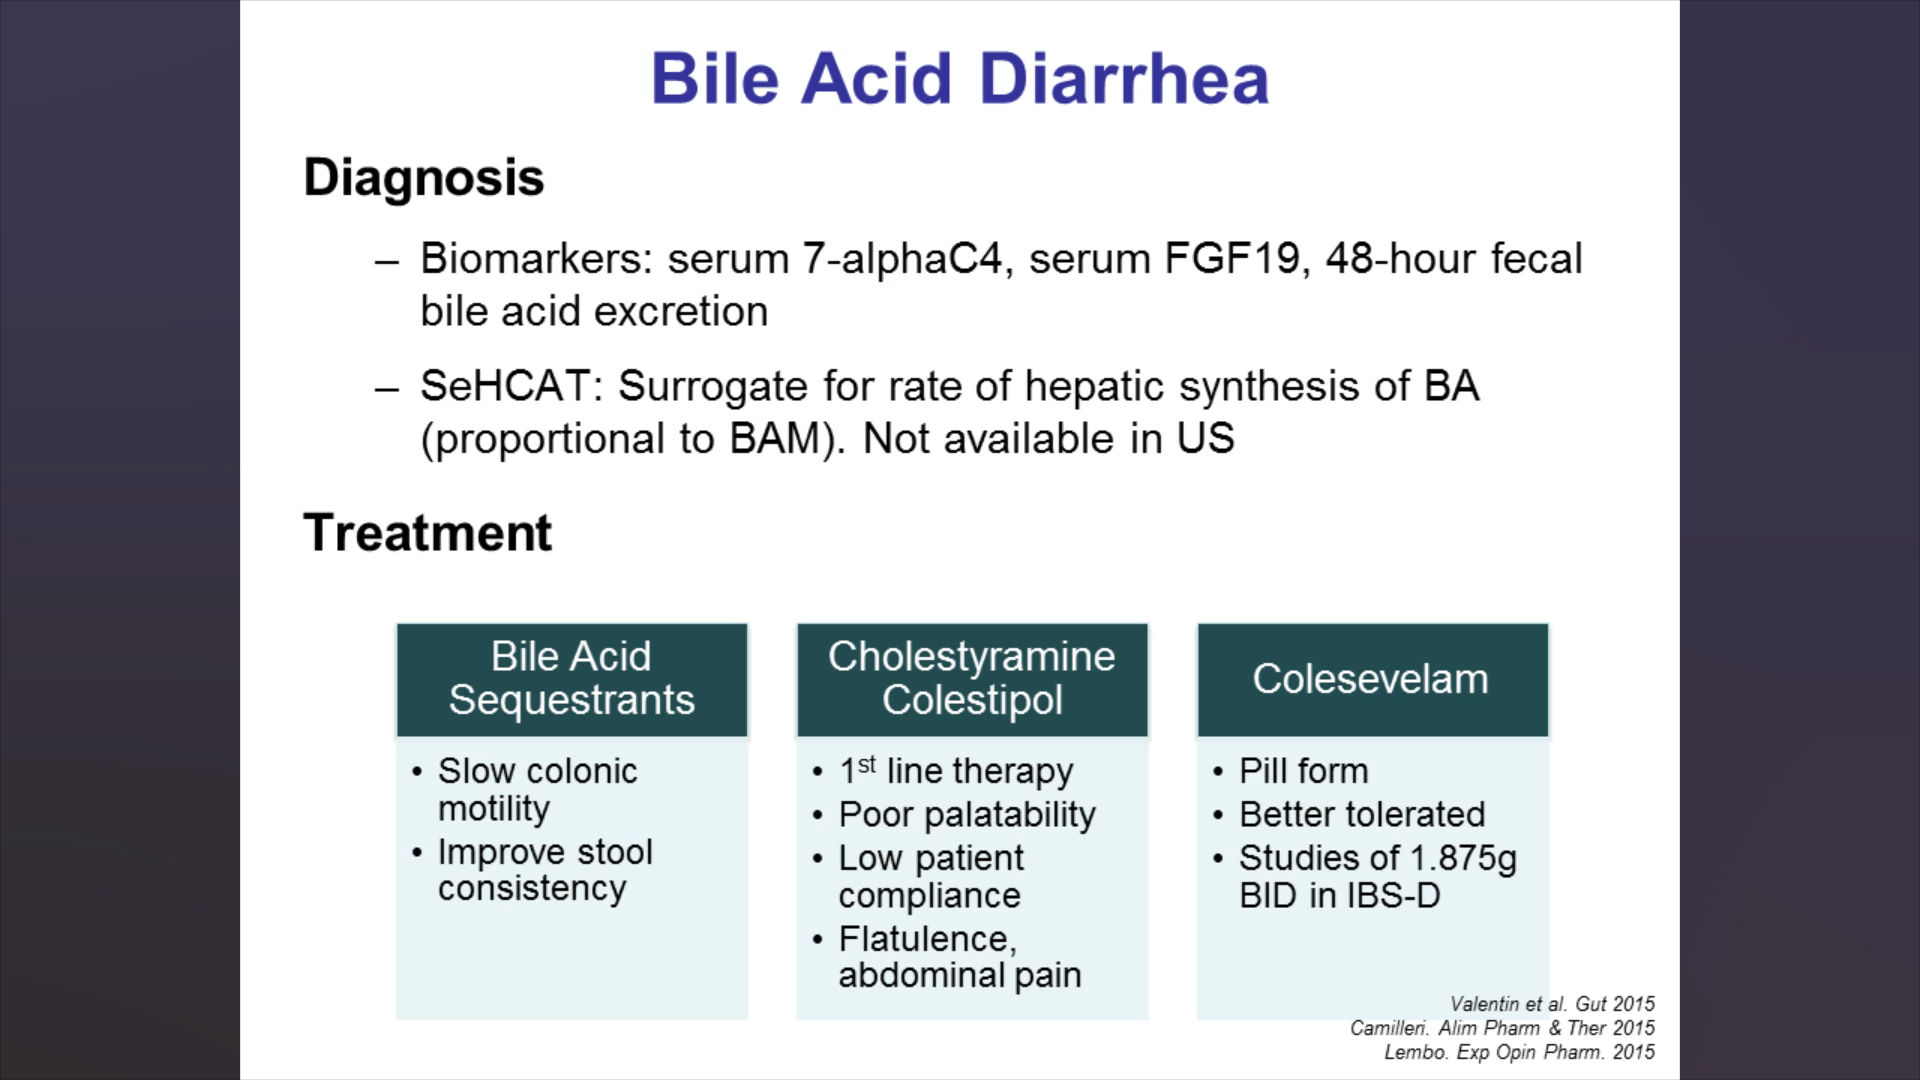 Bile Acid Diarrhea
Diagnosis
– Biomarkers: serum 7-alphaC4, serum FGF19, 48-hour fecal
bile acid excretion
– SeHCAT: Surrogate for rate of hepatic synthesis of BA
(proportional to BAM). Not available in US
Treatment
Bile Acid
Sequestrants
• Slow colonic
motility
• Improve stool
consistency
Cholestyramine
Colestipol
• 1st line therapy
• Poor palatability
• Low patient
compliance
• Flatulence,
abdominal pain
Colesevelam
• Pill form
• Better tolerated
• Studies of 1.875g
BID in IBS-D
Valentin et al. Gut 2015
Camilleri. Alim Pharm & Ther 2015
Lembo. Exp Opin Pharm. 2015